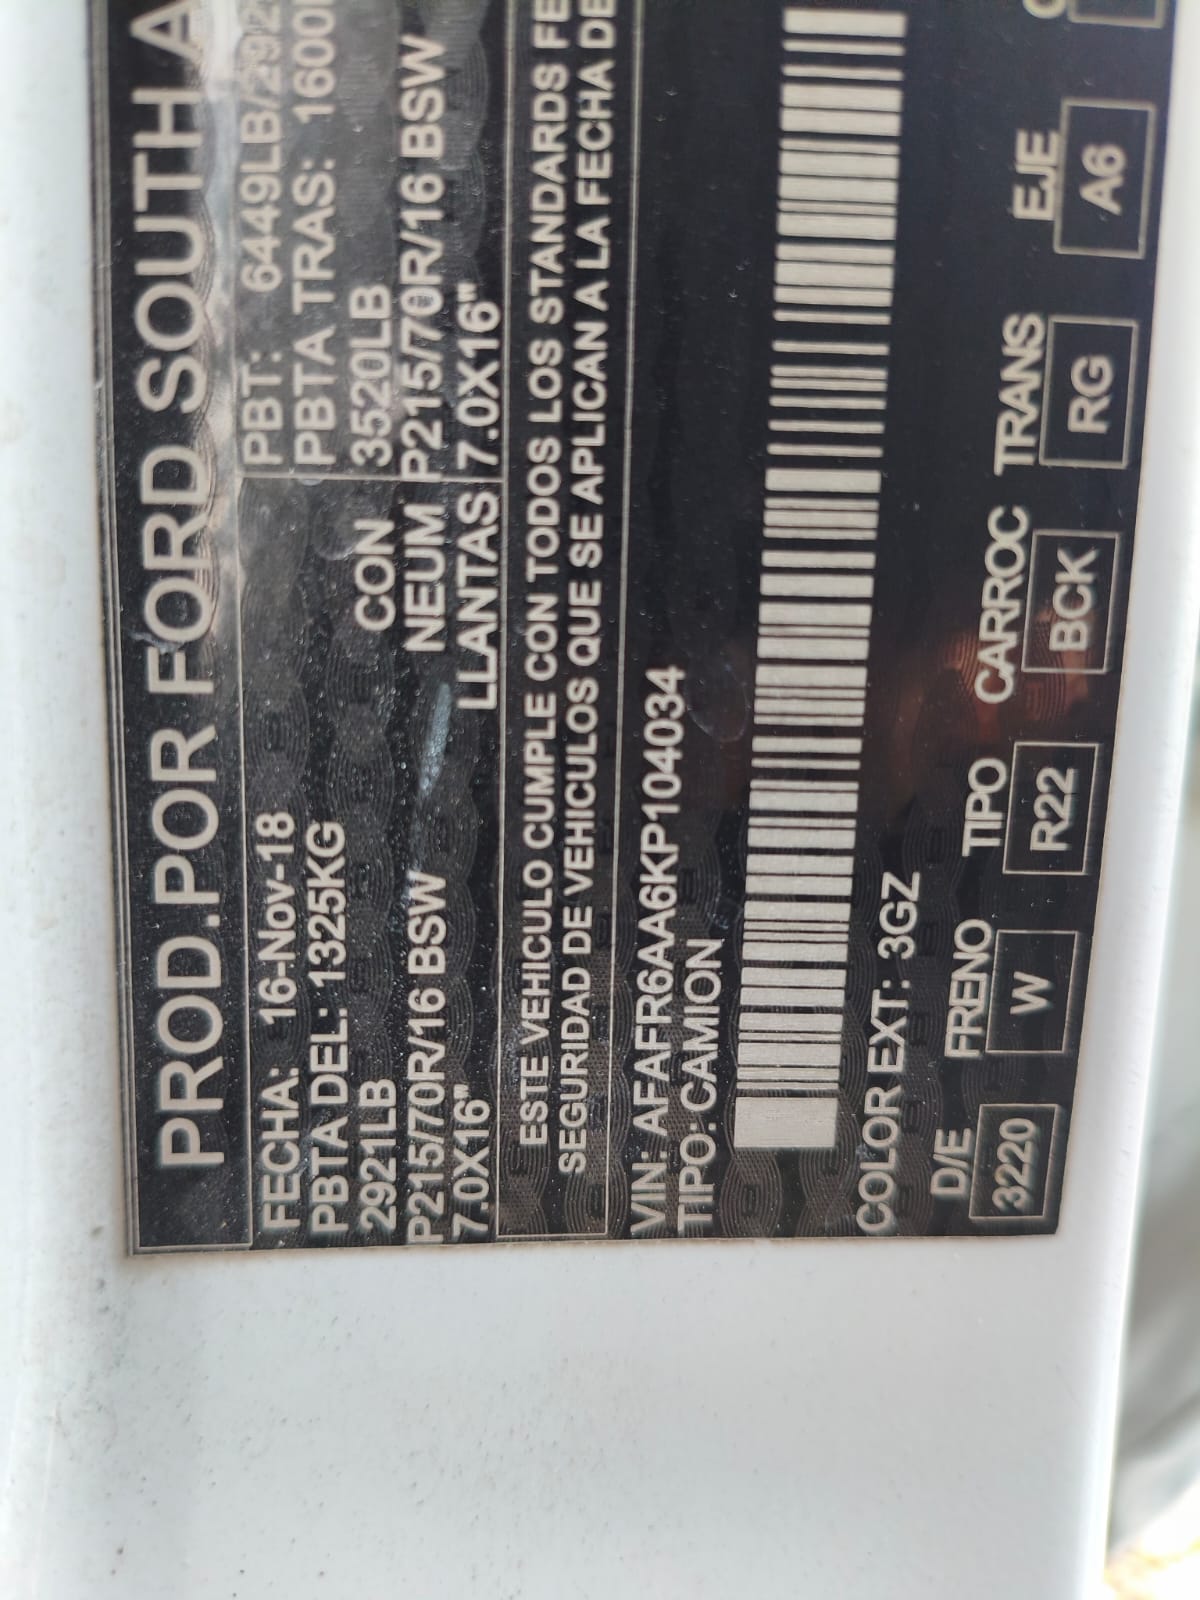 PROD.POR FORD SOUTH A
FECHA: 16-Nov-18
PBT: 6449LB/292
PBTA DEL: 1325KG
PBTA TRAS: 1600
2921LB CON 3520LB
P215/70R/16 BSW NEUM P215/70R/16 BSW
7.0X16" LLANTAS 7.0X16"
ESTE VEHICULO CUMPLE CON TODOS LOS STANDARDS FE
SEGURIDAD DE VEHICULOS QUE SE APLICAN A LA FECHA DE
VIN: AFAFR6AA6KP104034
TIPO: CAMION
COLOR EXT: 3GZ
D/E FRENO TIPO CARROC TRANS EJE
3220 W R22 BCK RG A6